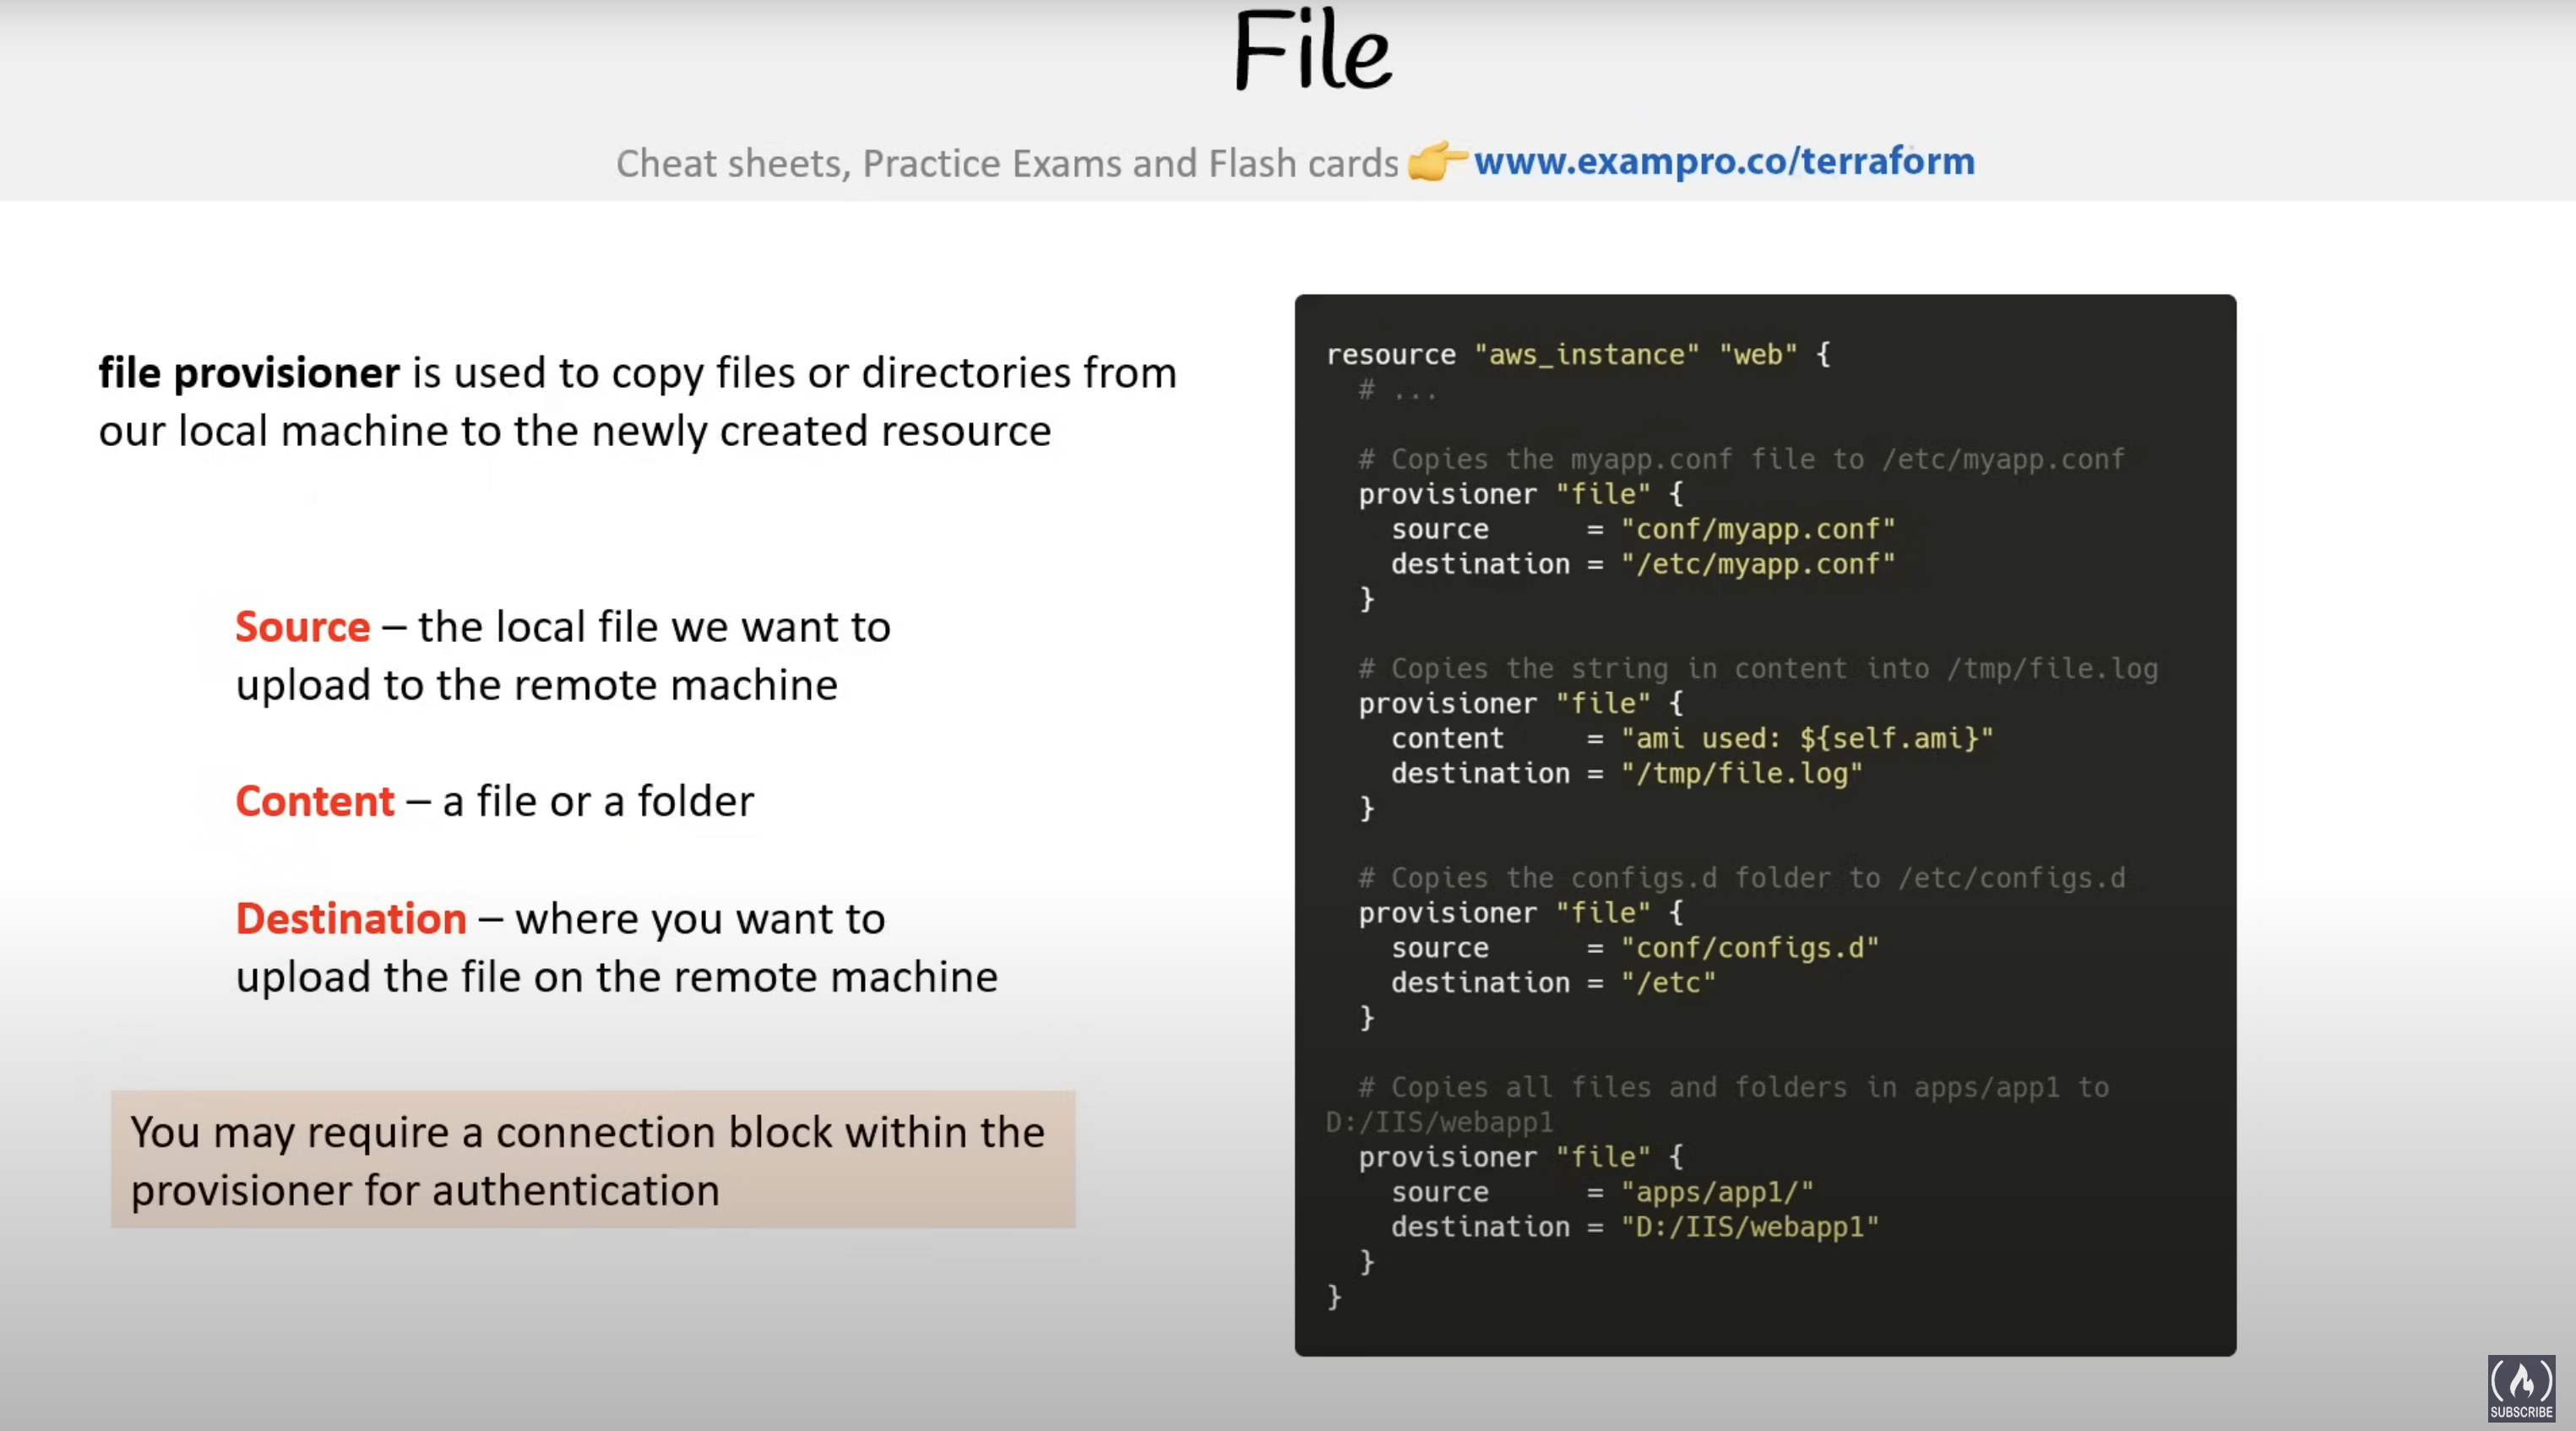 File
Cheat sheets, Practice Exams and Flash cards 👉 www.exampro.co/terraform
file provisioner is used to copy files or directories from
our local machine to the newly created resource
Source – the local file we want to
upload to the remote machine
Content – a file or a folder
Destination – where you want to
upload the file on the remote machine
You may require a connection block within the
provisioner for authentication
resource "aws_instance" "web" {
  # ...

  # Copies the myapp.conf file to /etc/myapp.conf
  provisioner "file" {
    source      = "conf/myapp.conf"
    destination = "/etc/myapp.conf"
  }

  # Copies the string in content into /tmp/file.log
  provisioner "file" {
    content     = "ami used: ${self.ami}"
    destination = "/tmp/file.log"
  }

  # Copies the configs.d folder to /etc/configs.d
  provisioner "file" {
    source      = "conf/configs.d"
    destination = "/etc"
  }

  # Copies all files and folders in apps/app1 to
D:/IIS/webapp1
  provisioner "file" {
    source      = "apps/app1/"
    destination = "D:/IIS/webapp1"
  }
}
SUBSCRIBE